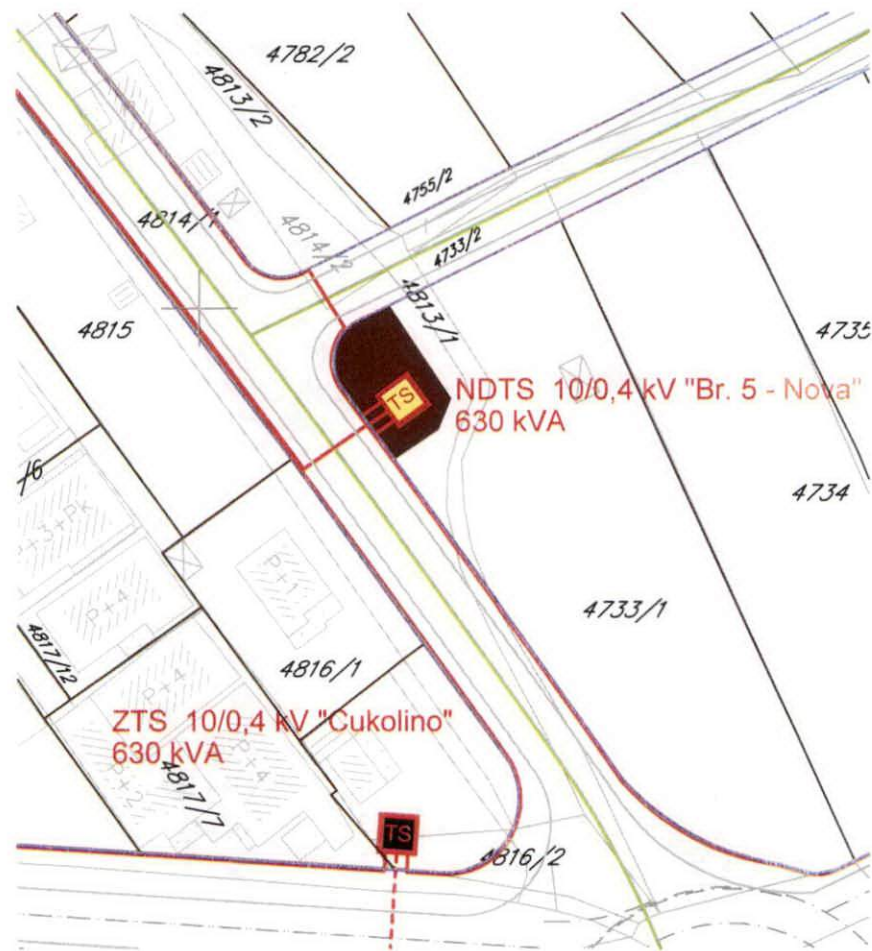 4782/2
4813/2
4755/2
4814/1
4814/2
4733/2
4813/1
4815
4735
TS
NDTS 10/0,4 kV "Br. 5 - Nova"
630 kVA
/6
4734
P+3+Pk
P+1
P+4
4733/1
4817/12
4816/1
P+4
ZTS 10/0,4 kV "Cukolino"
630 kVA
P+2
P+4
4817/7
TS
4816/2